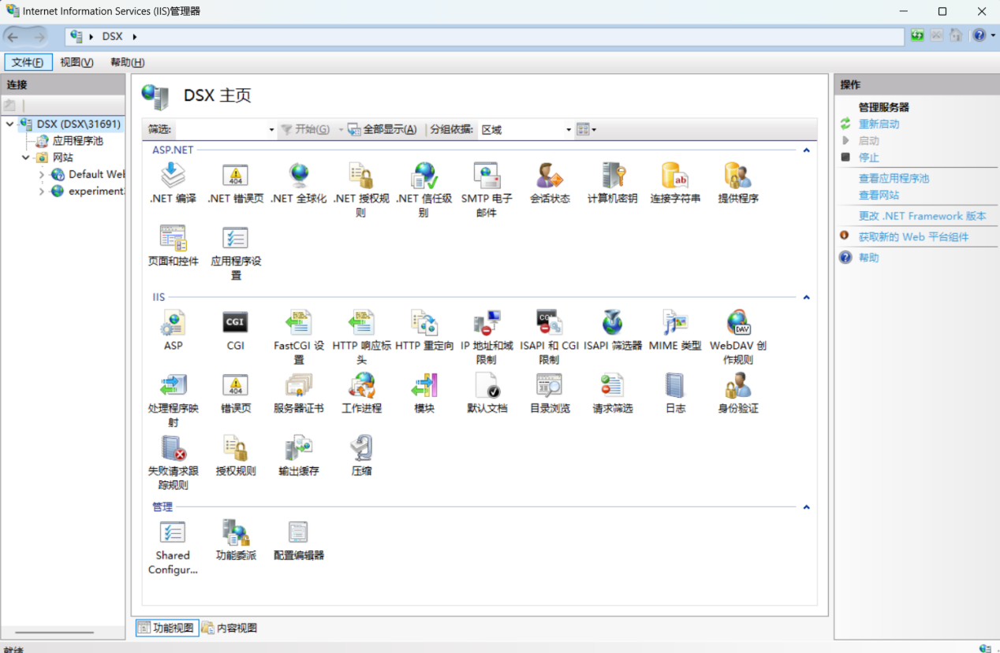 Internet Information Services (IIS)管理器
DSX
文件(F) 视图(V) 帮助(H)
连接
DSX (DSX\31691)
应用程序池
网站
Default Wel
experiment
DSX 主页
筛选: 开始(G) 全部显示(A) 分组依据: 区域
ASP.NET
.NET 编译
.NET 错误页
.NET 全球化
.NET 授权规
则
.NET 信任级
别
SMTP 电子
邮件
会话状态
计算机密钥
连接字符串
提供程序
页面和控件
应用程序设
置
IIS
ASP
CGI
FastCGI 设
置
HTTP 响应标
头
HTTP 重定向
IP 地址和域
限制
ISAPI 和 CGI
限制
ISAPI 筛选器
MIME 类型
WebDAV 创
作规则
处理程序映
射
错误页
服务器证书
工作进程
模块
默认文档
目录浏览
请求筛选
日志
身份验证
失败请求跟
踪规则
授权规则
输出缓存
压缩
管理
Shared
Configur...
功能委派
配置编辑器
功能视图 内容视图
操作
管理服务器
重新启动
启动
停止
查看应用程序池
查看网站
更改 .NET Framework 版本
获取新的 Web 平台组件
帮助
就绪